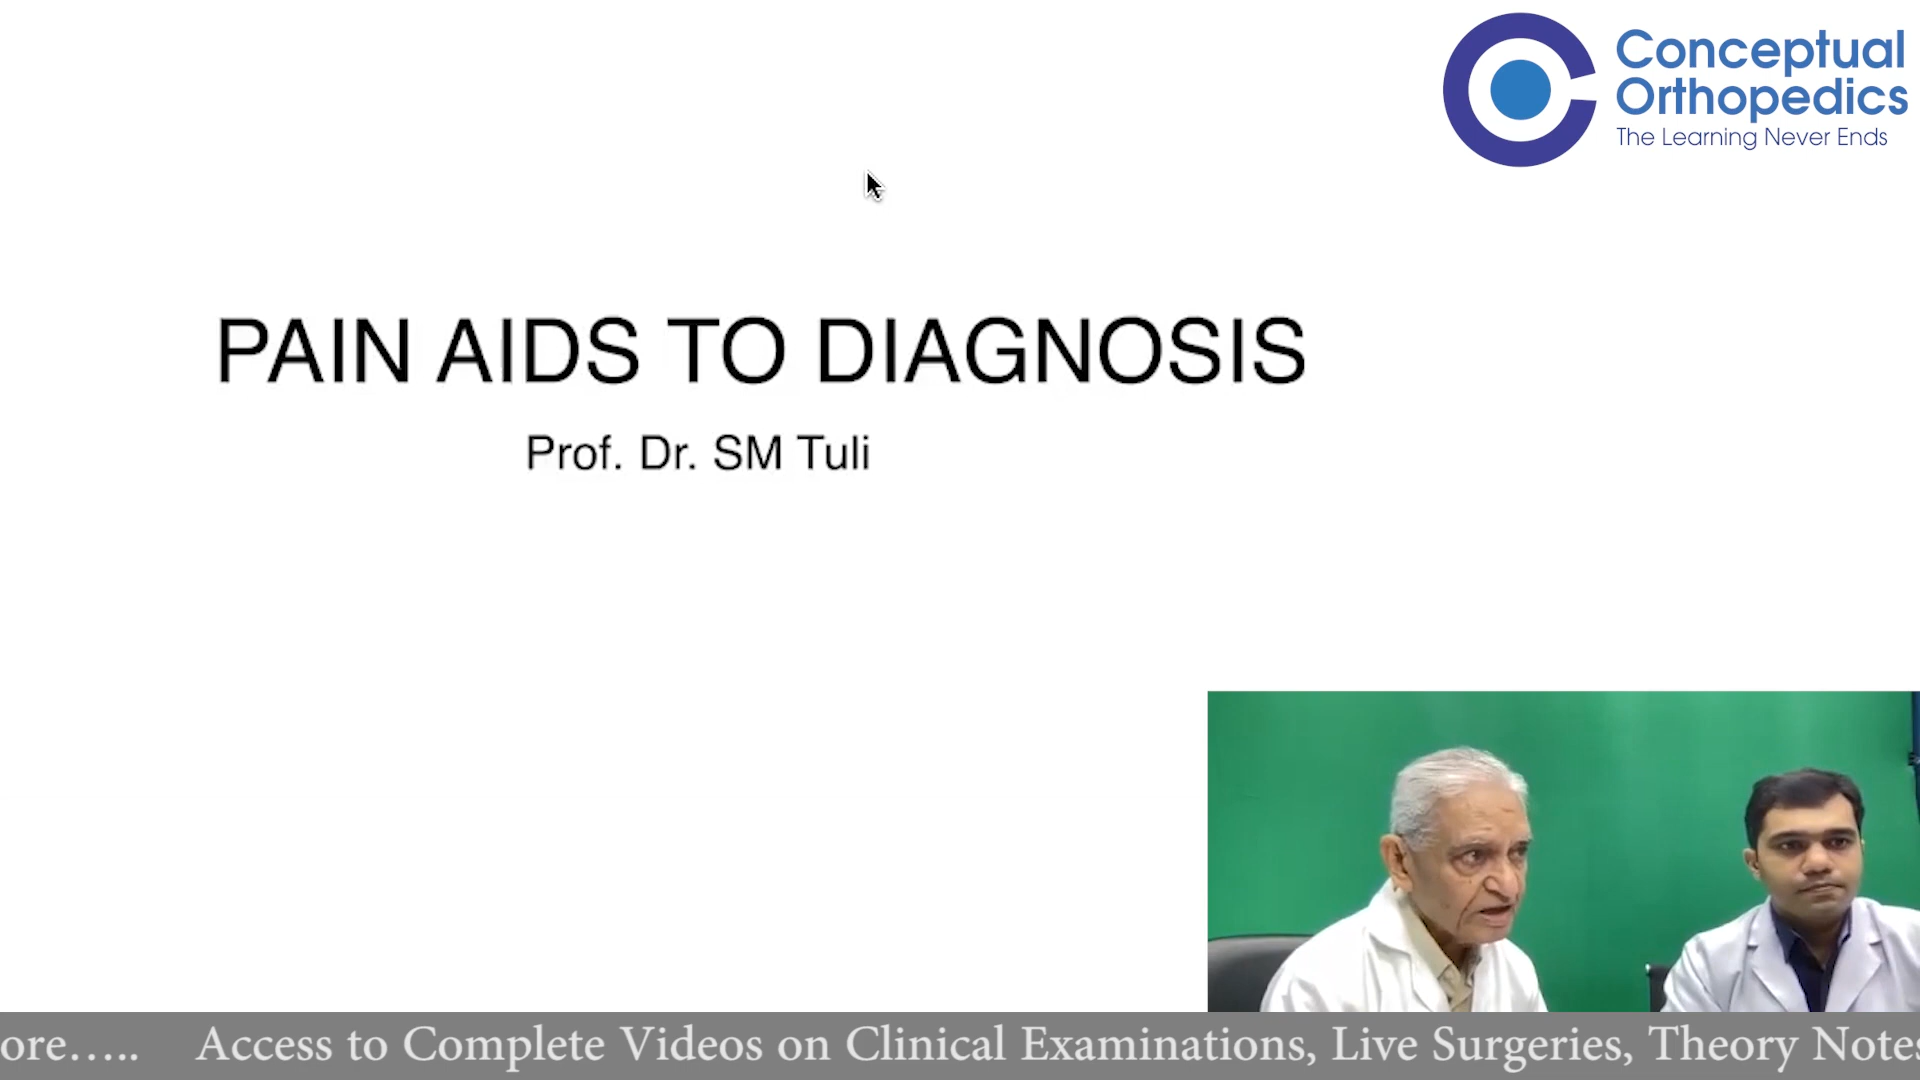 Conceptual
Orthopedics
The Learning Never Ends
PAIN AIDS TO DIAGNOSIS
Prof. Dr. SM Tuli
ore..... Access to Complete Videos on Clinical Examinations, Live Surgeries, Theory Notes